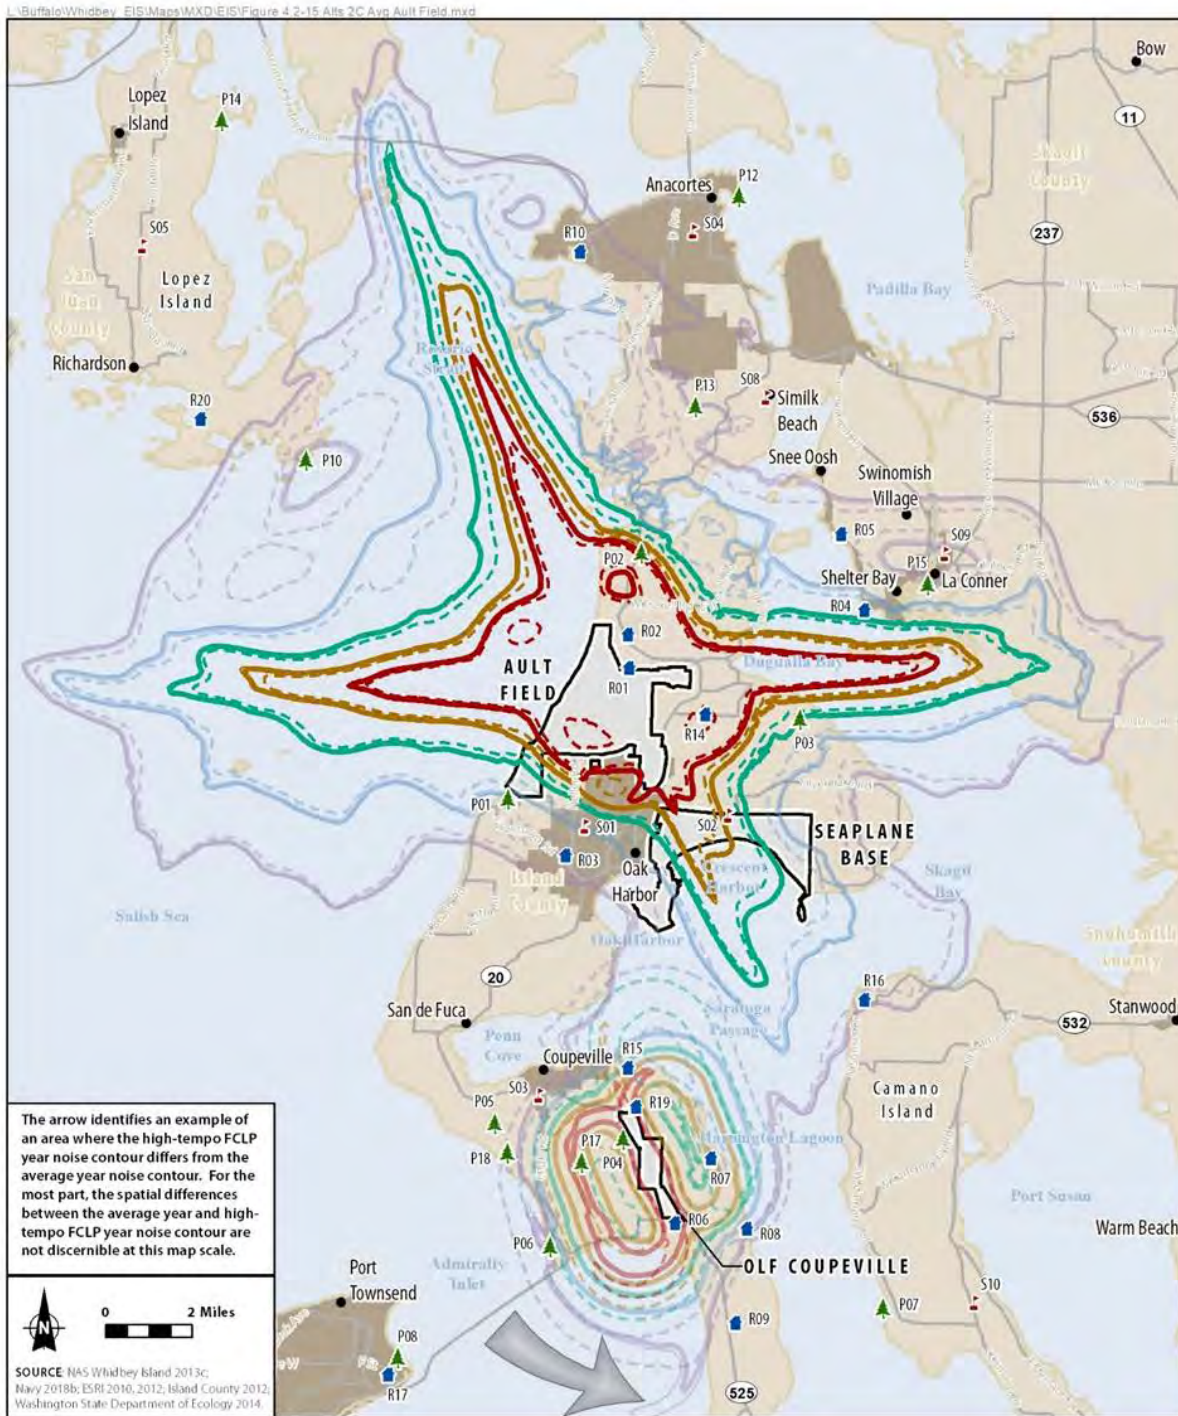 L:\Buffalo\Whidbey_EIS\Maps\MXD\EIS\Figure 4.2-15 Alts 2C Avg Ault Field.mxd
Bow
Lopez
Island
P14
11
Skagit
County
Anacortes
P12
S04
R10
237
S05
San
Juan
County
Lopez
Island
Padilla Bay
Rosario
Strait
Richardson
R20
P13
S08
Similk
Beach
536
P10
Snee Oosh
Swinomish
Village
R05
S09
P15
La Conner
P02
Shelter Bay
R04
R02
AULT
FIELD
R01
Dugualla Bay
R14
P03
P01
S01
S02
SEAPLANE
BASE
R03
Oak
Harbor
Crescent
Harbor
Island
County
Skagit
Bay
Salish Sea
Oak Harbor
Snohomish
County
20
R16
San de Fuca
Saratoga
Passage
Stanwood
532
Penn
Cove
Coupeville
R15
S03
R19
Camano
Island
P05
P17
P04
Harrington Lagoon
P18
R07
Port Susan
R06
R08
Warm Beach
P06
OLF COUPEVILLE
Admiralty
Inlet
S10
P07
R09
525
The arrow identifies an example of
an area where the high-tempo FCLP
year noise contour differs from the
average year noise contour. For the
most part, the spatial differences
between the average year and high-
tempo FCLP year noise contour are
not discernible at this map scale.
Port
Townsend
P08
R17
N
0 2 Miles
SOURCE: NAS Whidbey Island 2013c;
Navy 2018b; ESRI 2010, 2012; Island County 2012;
Washington State Department of Ecology 2014.